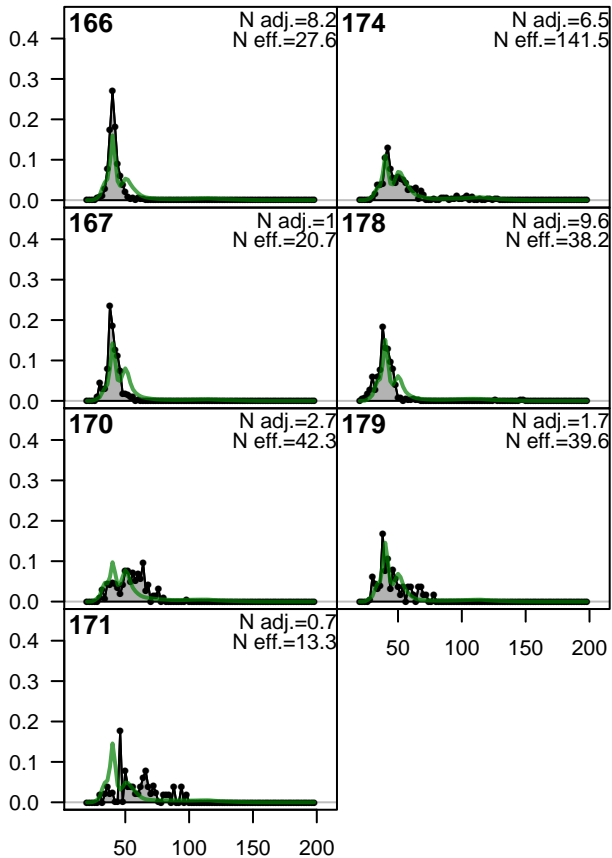 166
N adj.=8.2
N eff.=27.6
174
N adj.=6.5
N eff.=141.5
167
N adj.=1
N eff.=20.7
178
N adj.=9.6
N eff.=38.2
170
N adj.=2.7
N eff.=42.3
179
N adj.=1.7
N eff.=39.6
171
N adj.=0.7
N eff.=13.3
0.4
0.3
0.2
0.1
0.0
0.4
0.3
0.2
0.1
0.0
0.4
0.3
0.2
0.1
0.0
0.4
0.3
0.2
0.1
0.0
50 100 150 200
50 100 150 200